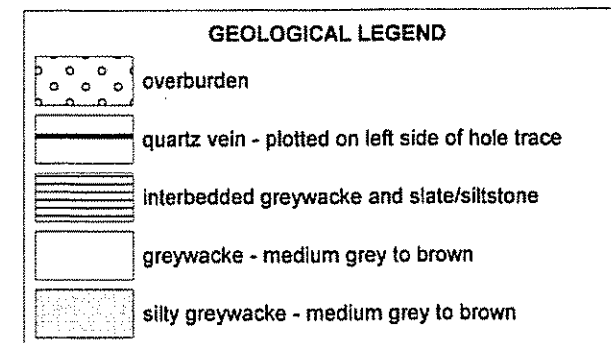 GEOLOGICAL LEGEND
overburden
quartz vein - plotted on left side of hole trace
interbedded greywacke and slate/siltstone
greywacke - medium grey to brown
silty greywacke - medium grey to brown